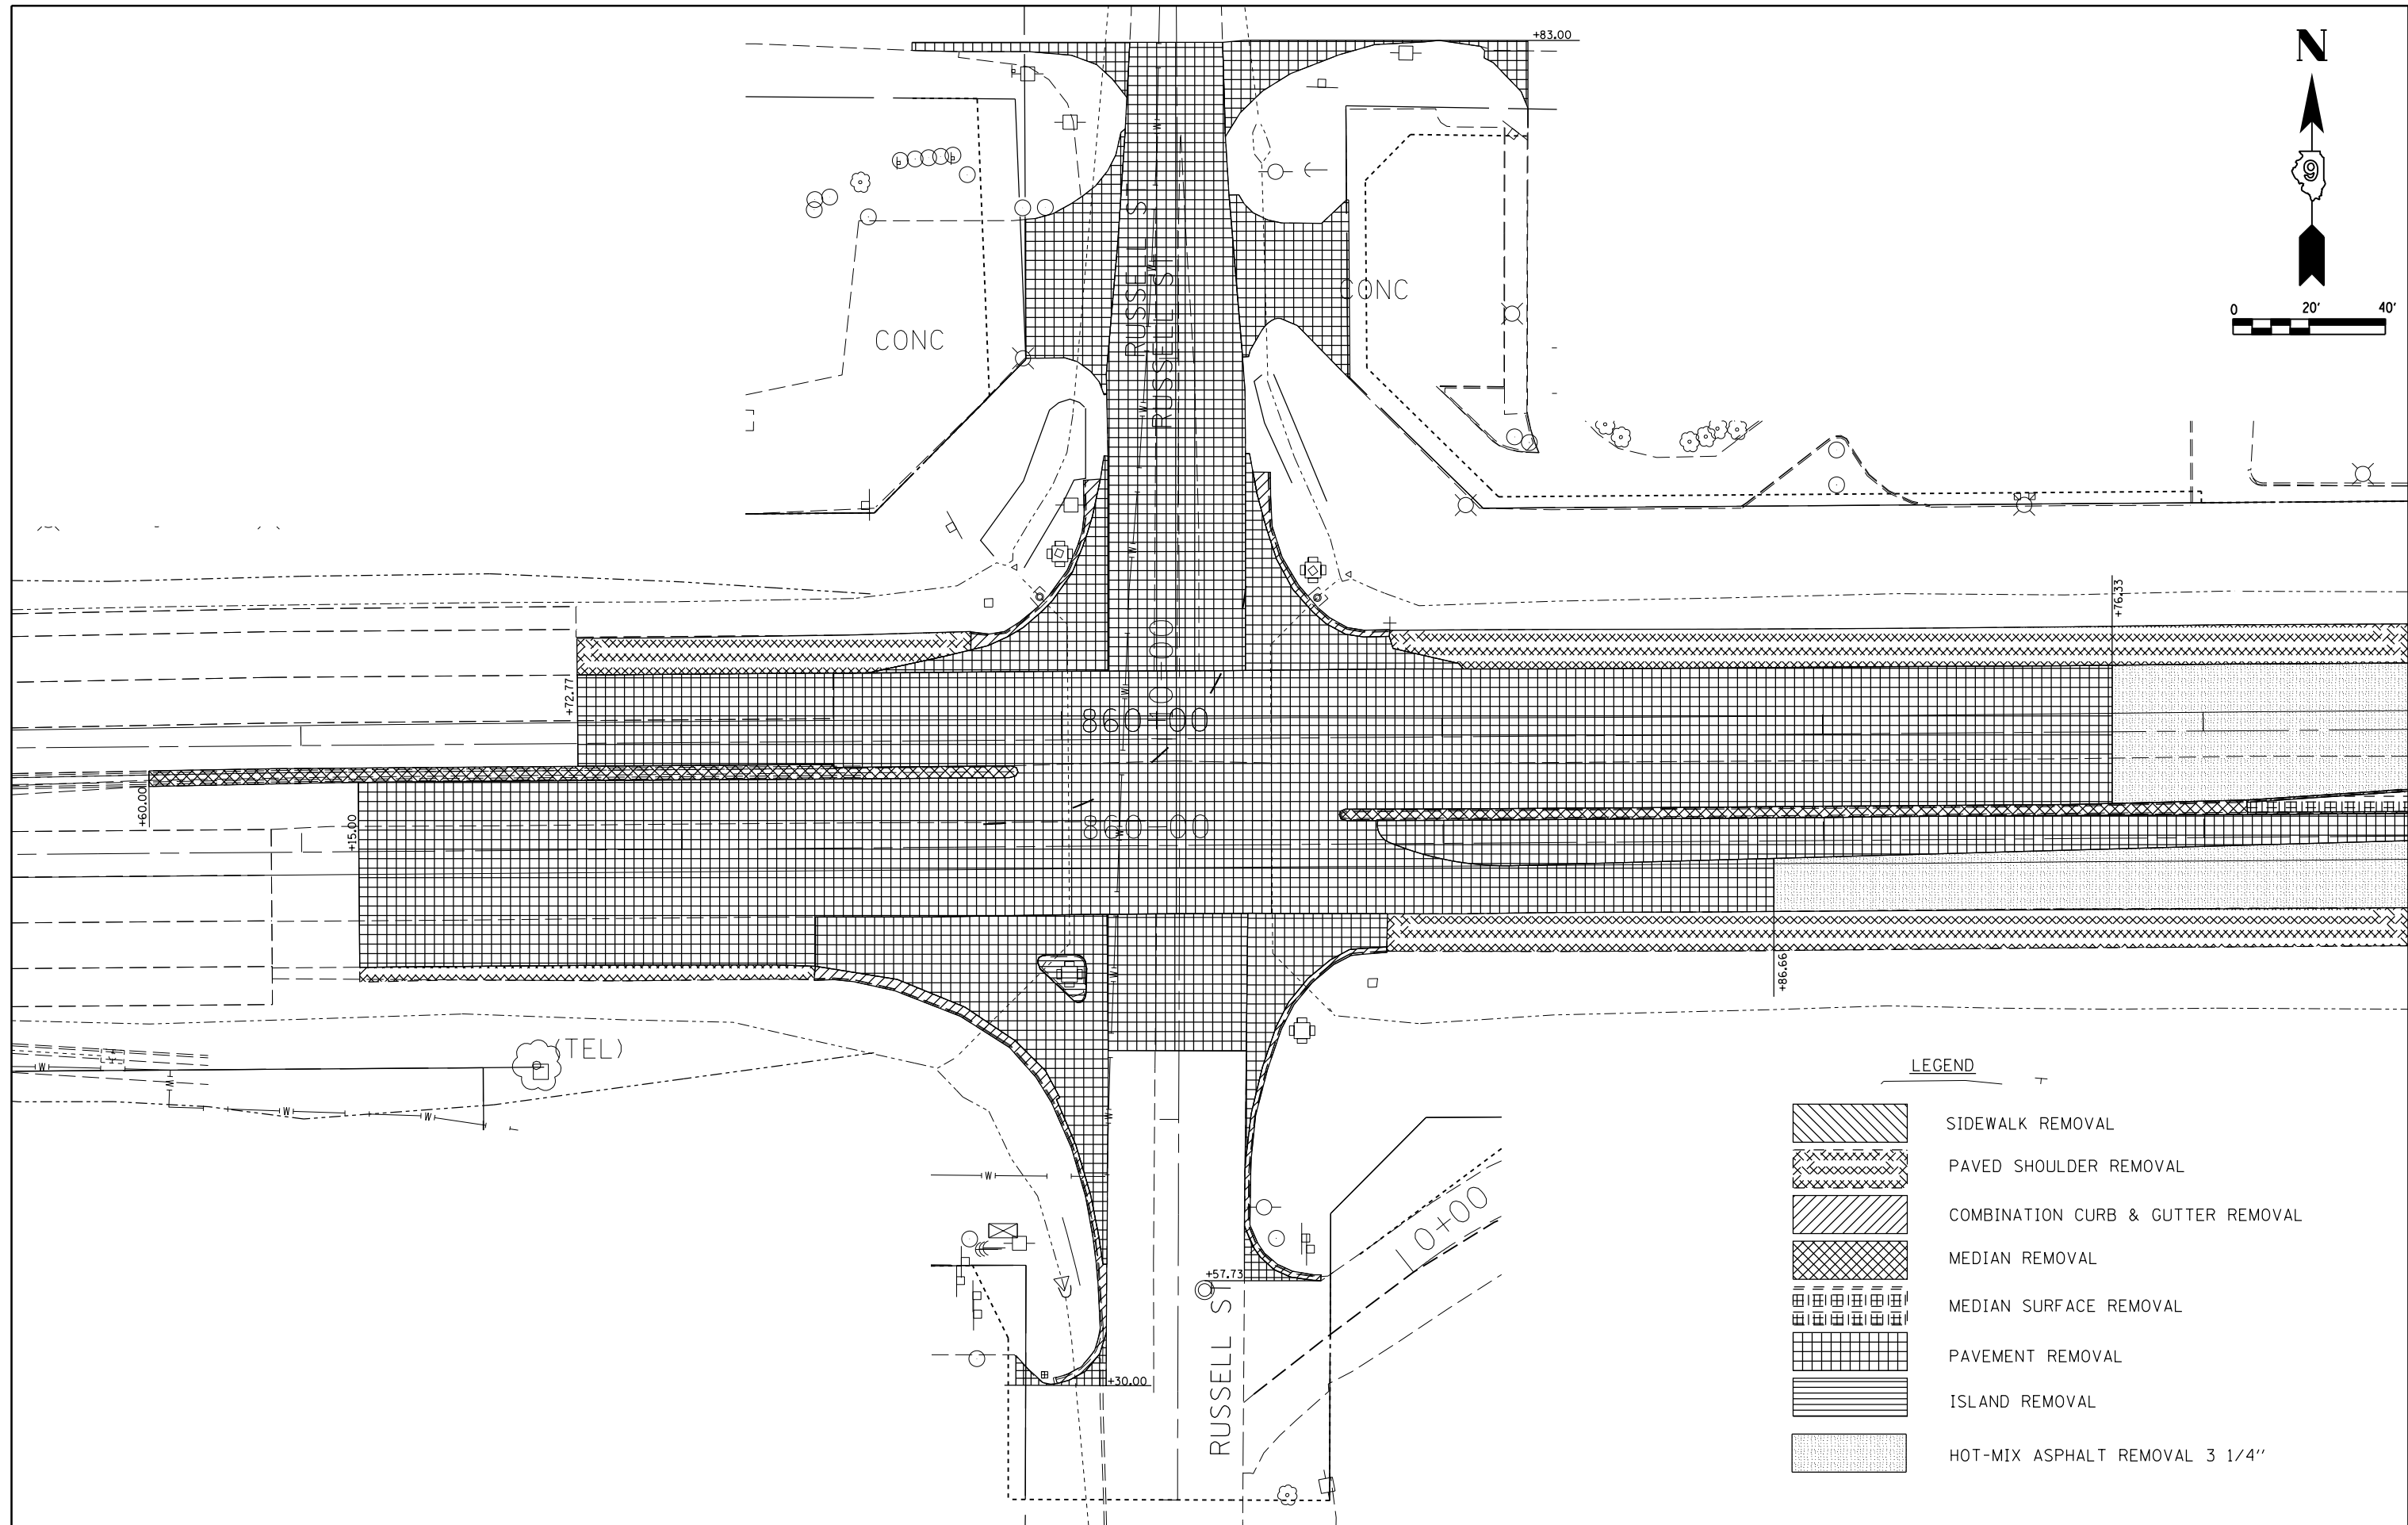 +83.00
N
9
0 20' 40'
CONC
CONC
RUSSELL ST
RUSSELL ST
+76.33
+72.77
860+00
+60.00
+15.00
860+00
+86.66
(TEL)
W
W
W
W
10+00
+57.73
+30.00
RUSSELL ST
LEGEND
SIDEWALK REMOVAL
PAVED SHOULDER REMOVAL
COMBINATION CURB & GUTTER REMOVAL
MEDIAN REMOVAL
MEDIAN SURFACE REMOVAL
PAVEMENT REMOVAL
ISLAND REMOVAL
HOT-MIX ASPHALT REMOVAL 3 1/4"